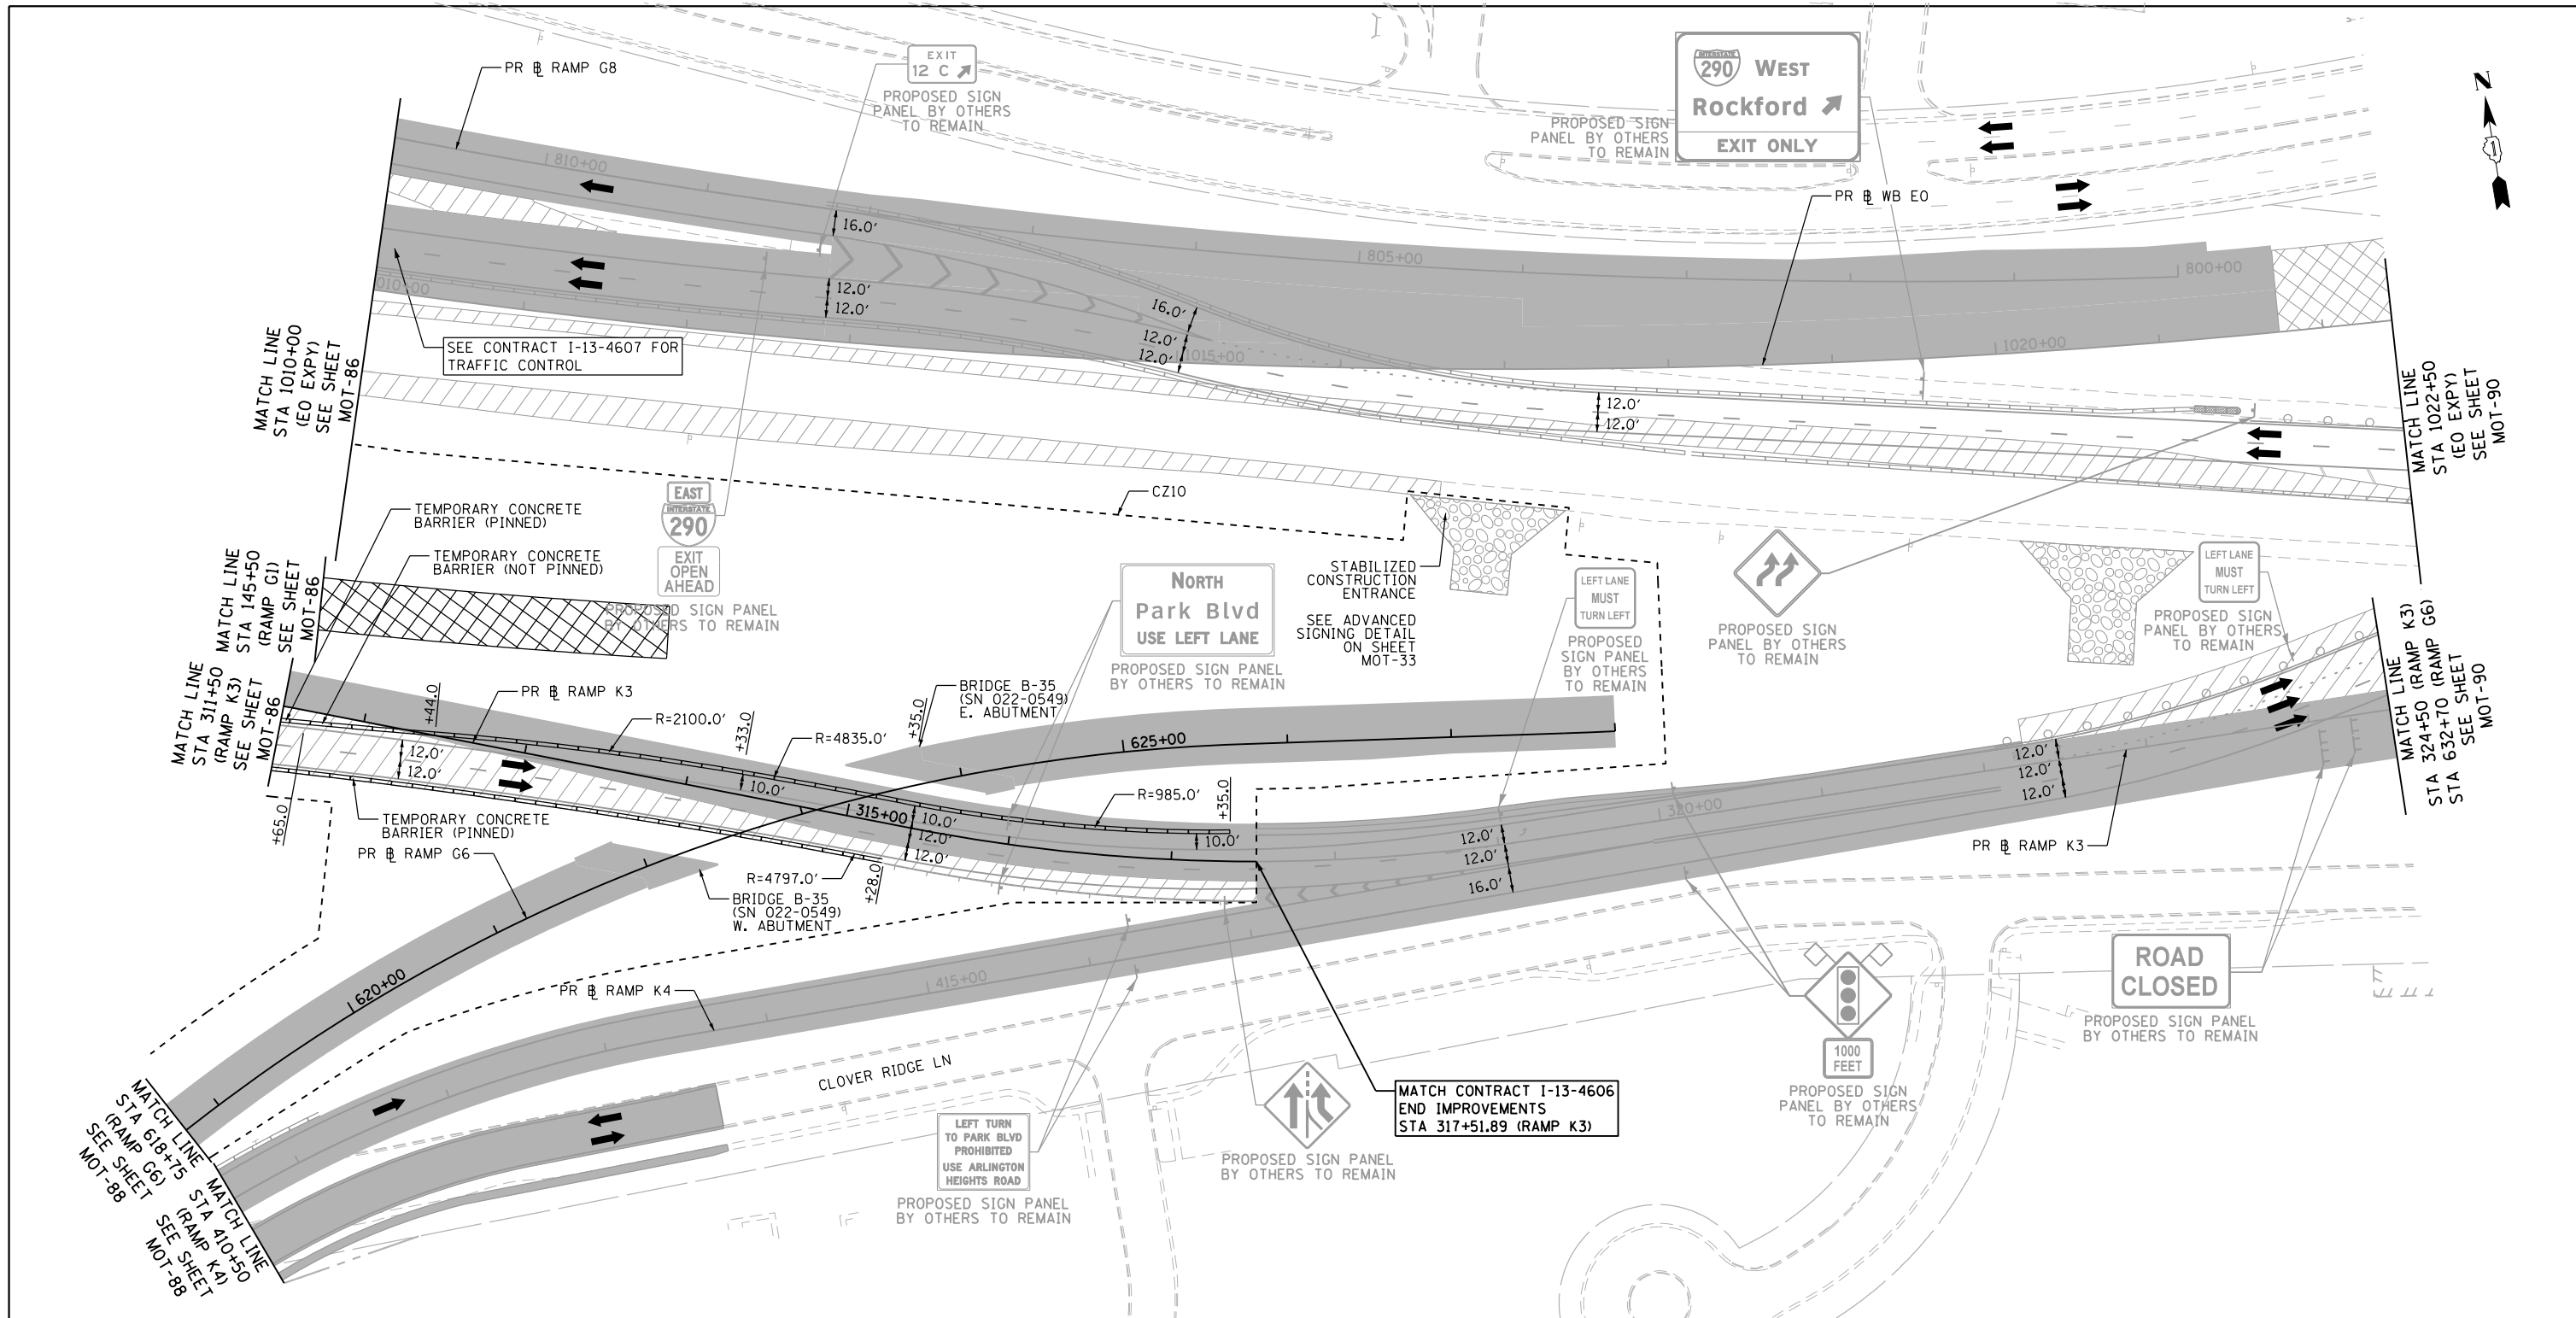 PR BL RAMP G8
EXIT
12 C
PROPOSED SIGN
PANEL BY OTHERS
TO REMAIN
INTERSTATE
290 WEST
Rockford
EXIT ONLY
PROPOSED SIGN
PANEL BY OTHERS
TO REMAIN
N
1
810+00
16.0'
PR BL WB EO
805+00
800+00
12.0'
12.0'
010+00
16.0'
12.0'
12.0'
1015+00
1020+00
SEE CONTRACT I-13-4607 FOR
TRAFFIC CONTROL
MATCH LINE
STA 1010+00
(EO EXPY)
SEE SHEET
MOT-86
12.0'
12.0'
MATCH LINE
STA 1022+50
(EO EXPY)
SEE SHEET
MOT-90
CZ10
EAST
INTERSTATE
290
EXIT
OPEN
AHEAD
PROPOSED SIGN PANEL
BY OTHERS TO REMAIN
TEMPORARY CONCRETE
BARRIER (PINNED)
TEMPORARY CONCRETE
BARRIER (NOT PINNED)
MATCH LINE
STA 145+50
(RAMP G1)
SEE SHEET
MOT-86
NORTH
Park Blvd
USE LEFT LANE
PROPOSED SIGN PANEL
BY OTHERS TO REMAIN
STABILIZED
CONSTRUCTION
ENTRANCE
SEE ADVANCED
SIGNING DETAIL
ON SHEET
MOT-33
LEFT LANE
MUST
TURN LEFT
PROPOSED
SIGN PANEL
BY OTHERS
TO REMAIN
PROPOSED SIGN
PANEL BY OTHERS
TO REMAIN
LEFT LANE
MUST
TURN LEFT
PROPOSED SIGN
PANEL BY OTHERS
TO REMAIN
MATCH LINE
STA 311+50
(RAMP K3)
SEE SHEET
MOT-86
+44.0
PR BL RAMP K3
R=2100.0'
+33.0
R=4835.0'
+35.0
BRIDGE B-35
(SN 022-0549)
E. ABUTMENT
625+00
12.0'
12.0'
10.0'
R=985.0'
+35.0
315+00
10.0'
12.0'
12.0'
10.0'
12.0'
12.0'
16.0'
320+00
12.0'
12.0'
12.0'
PR BL RAMP K3
MATCH LINE
STA 324+50 (RAMP K3)
STA 632+70 (RAMP G6)
SEE SHEET
MOT-90
+65.0
TEMPORARY CONCRETE
BARRIER (PINNED)
PR BL RAMP G6
R=4797.0'
+28.0
BRIDGE B-35
(SN 022-0549)
W. ABUTMENT
620+00
PR BL RAMP K4
415+00
CLOVER RIDGE LN
ROAD
CLOSED
PROPOSED SIGN PANEL
BY OTHERS TO REMAIN
1000
FEET
PROPOSED SIGN
PANEL BY OTHERS
TO REMAIN
MATCH CONTRACT I-13-4606
END IMPROVEMENTS
STA 317+51.89 (RAMP K3)
PROPOSED SIGN PANEL
BY OTHERS TO REMAIN
LEFT TURN
TO PARK BLVD
PROHIBITED
USE ARLINGTON
HEIGHTS ROAD
PROPOSED SIGN PANEL
BY OTHERS TO REMAIN
MATCH LINE
STA 618+75
(RAMP G6)
SEE SHEET
MOT-88
MATCH LINE
STA 410+50
(RAMP K4)
SEE SHEET
MOT-88